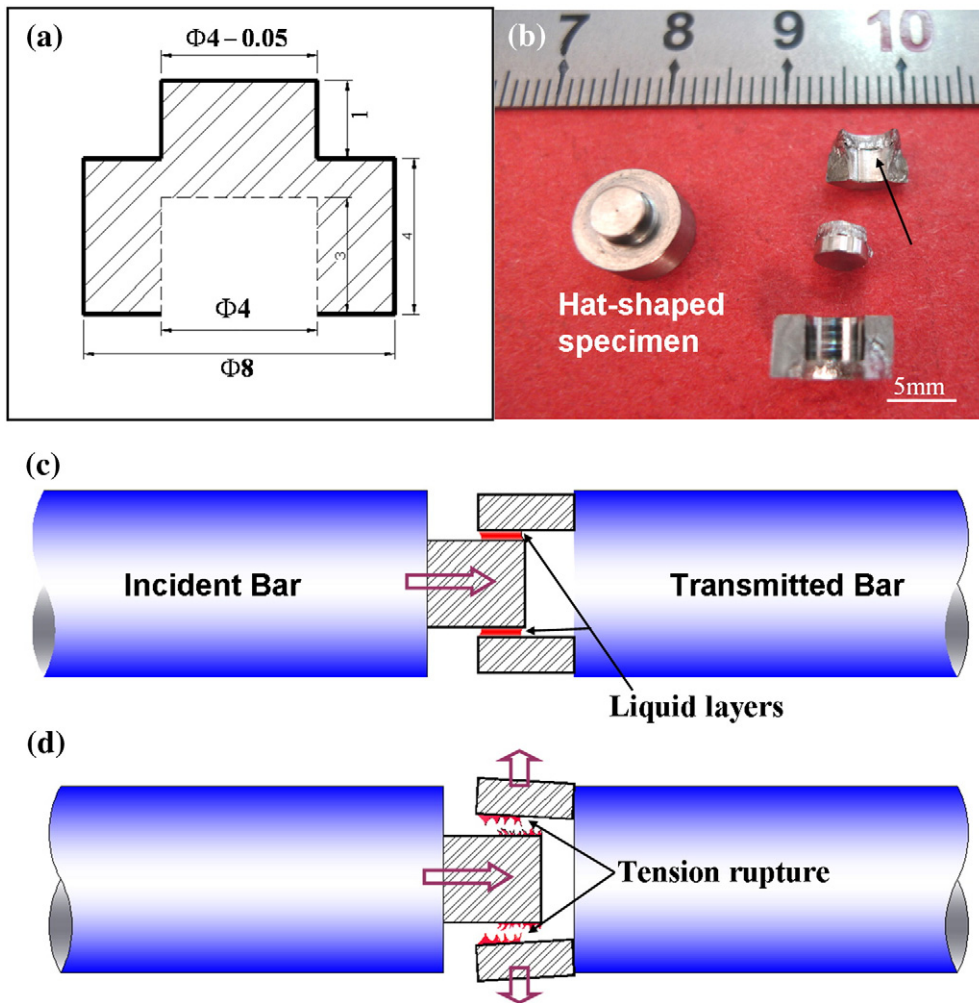 (a)
Φ4−0.05
1
4
3
Φ4
Φ8
(b)
7 8 9 10
Hat-shaped
specimen
5mm
(c)
Incident Bar
Transmitted Bar
Liquid layers
(d)
Tension rupture